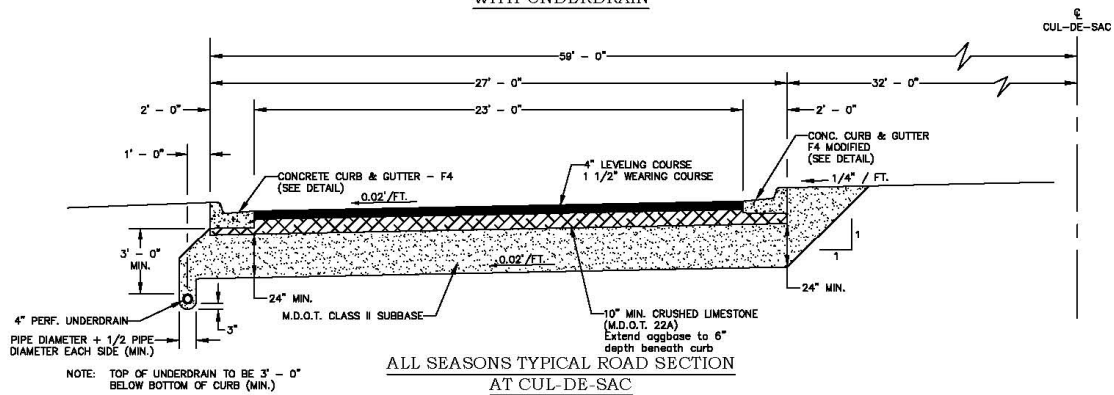 WITH UNDERDRAIN
℄
CUL-DE-SAC
59' - 0"
27' - 0"
32' - 0"
2' - 0"
23' - 0"
2' - 0"
1' - 0"
CONCRETE CURB & GUTTER - F4
(SEE DETAIL)
4" LEVELING COURSE
1 1/2" WEARING COURSE
CONC. CURB & GUTTER
F4 MODIFIED
(SEE DETAIL)
0.02'/FT.
1/4" / FT.
3' - 0"
MIN.
1
1
0.02'/FT.
24" MIN.
24" MIN.
4" PERF. UNDERDRAIN
3"
M.D.O.T. CLASS II SUBBASE
10" MIN. CRUSHED LIMESTONE
(M.D.O.T. 22A)
Extend aggbase to 6"
depth beneath curb
PIPE DIAMETER + 1/2 PIPE
DIAMETER EACH SIDE (MIN.)
NOTE: TOP OF UNDERDRAIN TO BE 3' - 0"
BELOW BOTTOM OF CURB (MIN.)
ALL SEASONS TYPICAL ROAD SECTION
AT CUL-DE-SAC